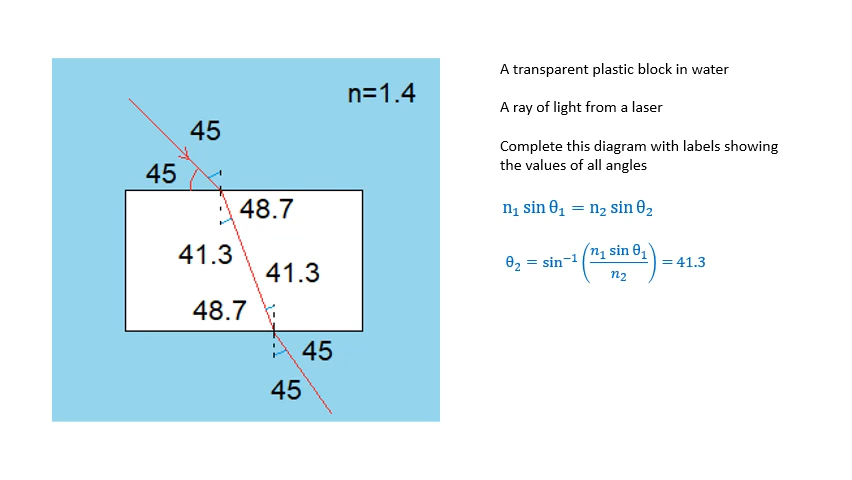 n=1.4
45
45
48.7
41.3
41.3
48.7
45
45
A transparent plastic block in water
A ray of light from a laser
Complete this diagram with labels showing
the values of all angles
n₁ sin θ₁ = n₂ sin θ₂
θ₂ = sin⁻¹ (n₁ sin θ₁ / n₂) = 41.3